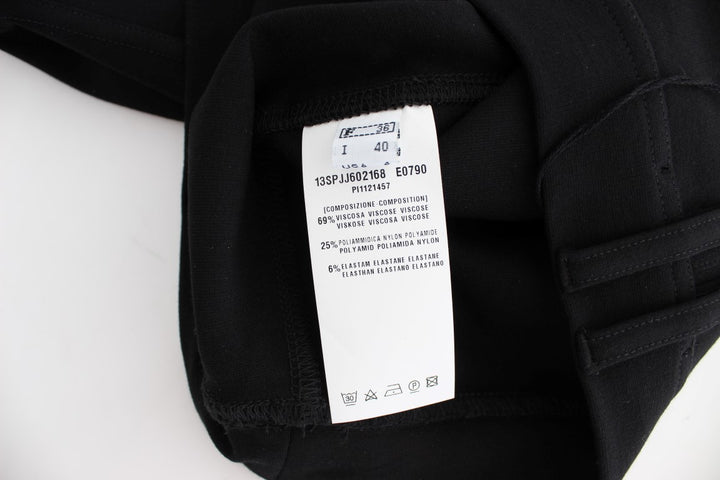 36
I 40
USA
13SPJJ602168 E0790
PI1121457
[COMPOSIZIONE COMPOSITION]
69% VISCOSA VISCOSE VISCOSE
VISKOSE VISCOSA VISCOSE
25% POLIAMMIDICA NYLON POLYAMIDE
POLYAMID POLIAMIDA NYLON
6% ELASTAM ELASTANE ELASTANE
ELASTHAN ELASTANO ELASTANO
30
P